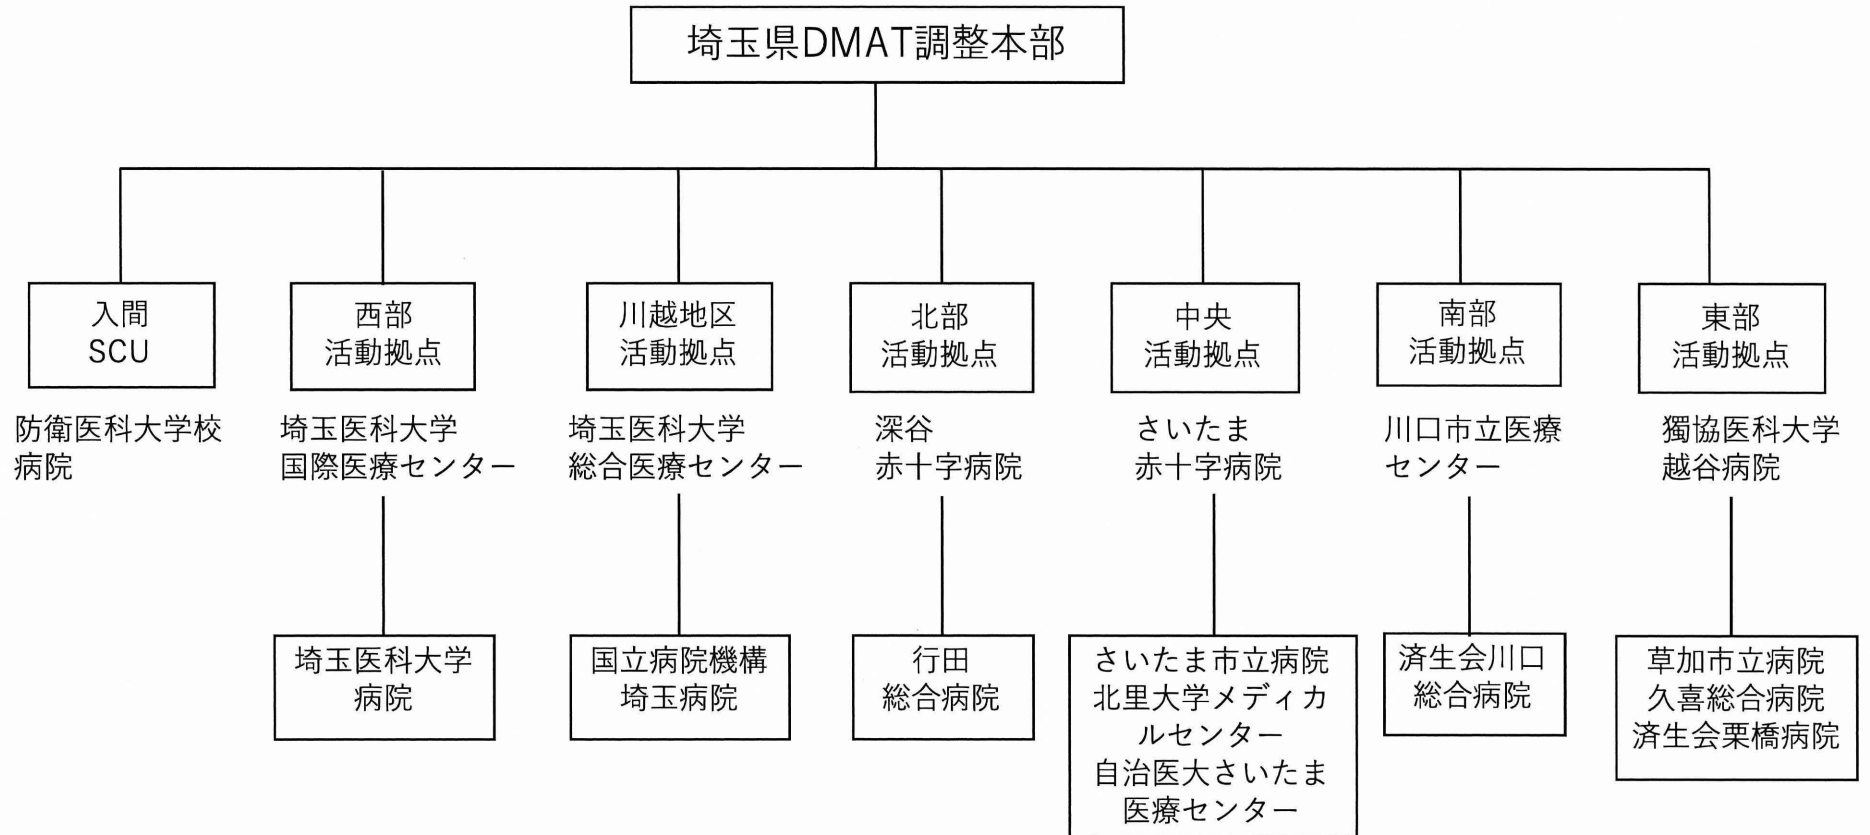 埼玉県DMAT調整本部
入間
SCU
西部
活動拠点
川越地区
活動拠点
北部
活動拠点
中央
活動拠点
南部
活動拠点
東部
活動拠点
防衛医科大学校
病院
埼玉医科大学
国際医療センター
埼玉医科大学
総合医療センター
深谷
赤十字病院
さいたま
赤十字病院
川口市立医療
センター
獨協医科大学
越谷病院
埼玉医科大学
病院
国立病院機構
埼玉病院
行田
総合病院
さいたま市立病院
北里大学メディカ
ルセンター
自治医大さいたま
医療センター
済生会川口
総合病院
草加市立病院
久喜総合病院
済生会栗橋病院